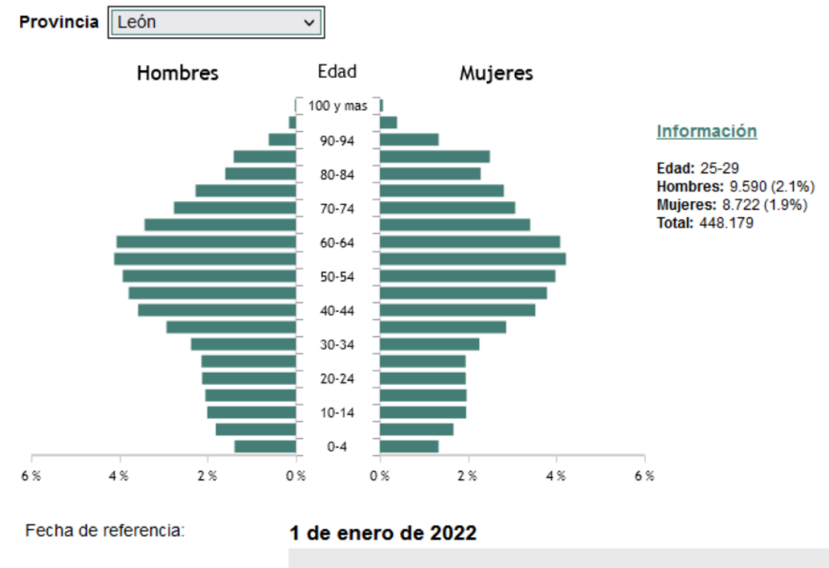 Provincia León
Hombres Edad Mujeres
100 y mas
90-94
80-84
70-74
60-64
50-54
40-44
30-34
20-24
10-14
0-4
6 % 4 % 2 % 0 % 0 % 2 % 4 % 6 %
Información
Edad: 25-29
Hombres: 9.590 (2.1%)
Mujeres: 8.722 (1.9%)
Total: 448.179
Fecha de referencia: 1 de enero de 2022